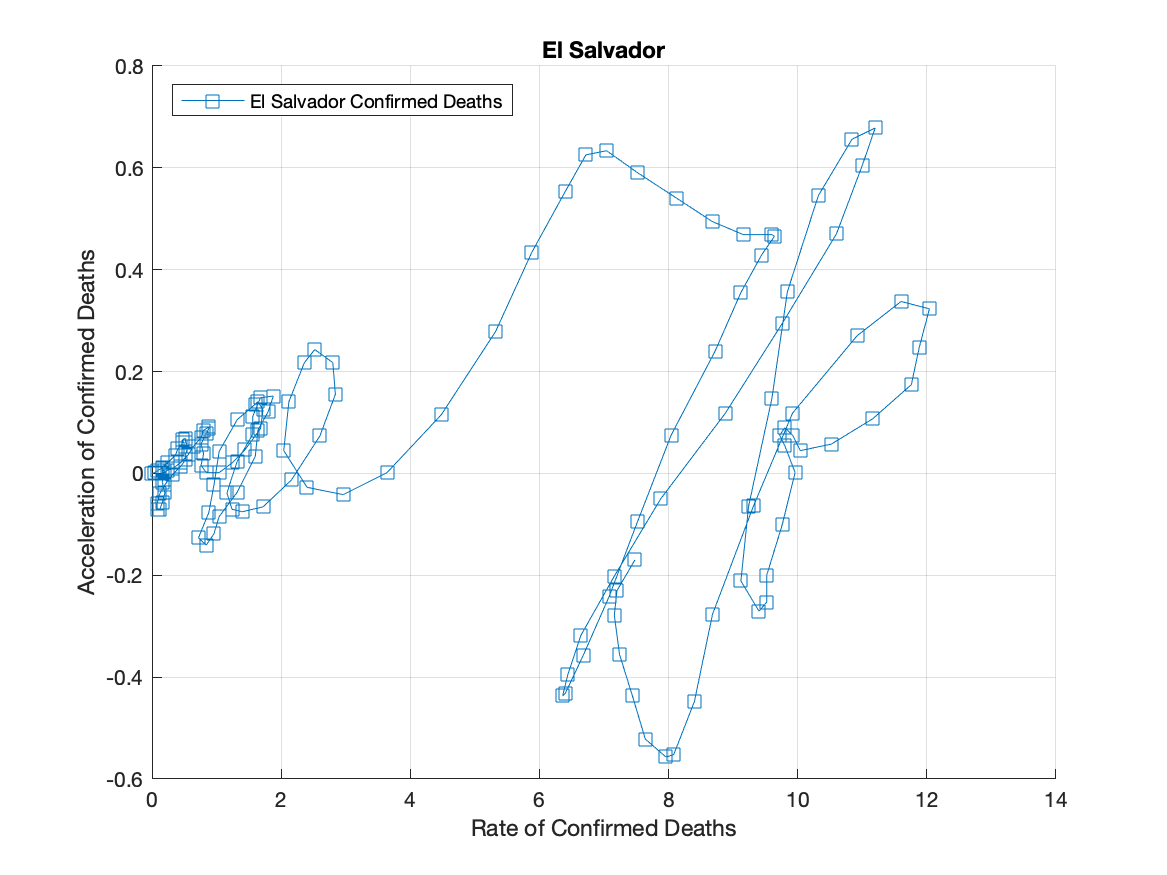 El Salvador
El Salvador Confirmed Deaths
0.8
0.6
0.4
0.2
0
-0.2
-0.4
-0.6
Acceleration of Confirmed Deaths
0 2 4 6 8 10 12 14
Rate of Confirmed Deaths